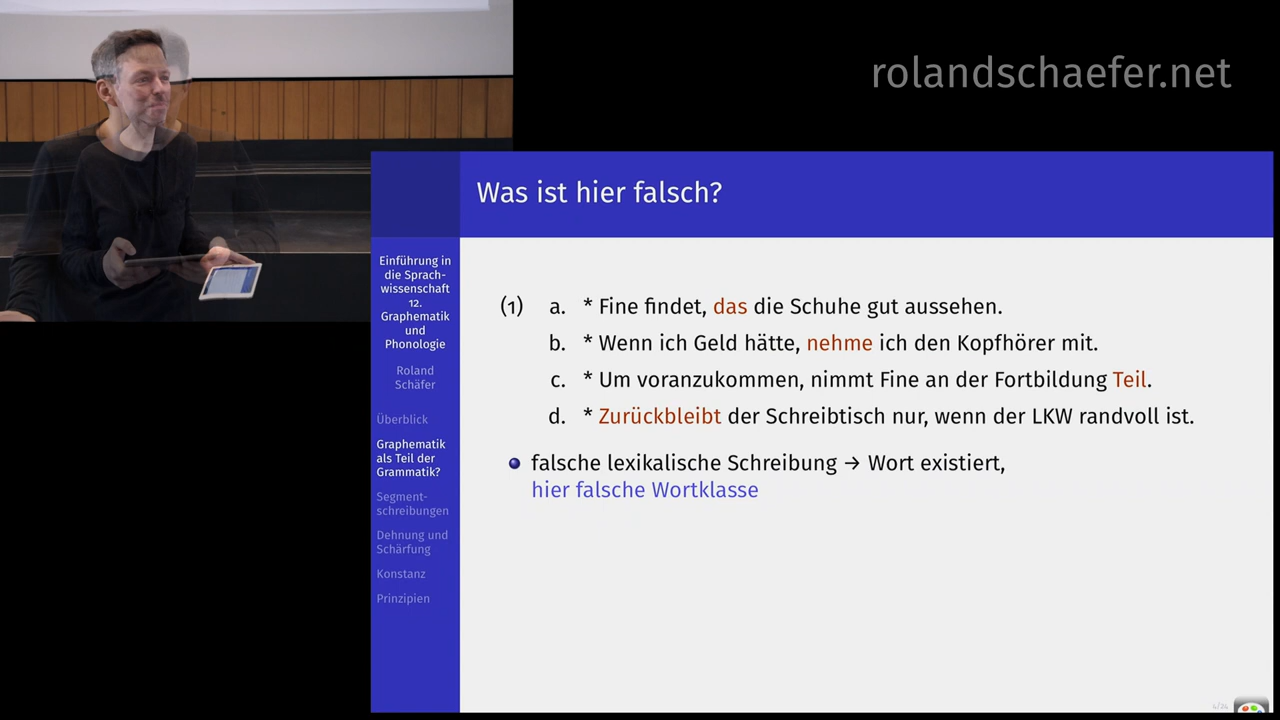 rolandschaefer.net
Was ist hier falsch?
Einführung in
die Sprach-
wissenschaft
12.
Graphematik
und
Phonologie
Roland
Schäfer
Überblick
Graphematik
als Teil der
Grammatik?
Segment-
schreibungen
Dehnung und
Schärfung
Konstanz
Prinzipien
(1) a. * Fine findet, das die Schuhe gut aussehen.
b. * Wenn ich Geld hätte, nehme ich den Kopfhörer mit.
c. * Um voranzukommen, nimmt Fine an der Fortbildung Teil.
d. * Zurückbleibt der Schreibtisch nur, wenn der LKW randvoll ist.
falsche lexikalische Schreibung → Wort existiert,
hier falsche Wortklasse
4/24